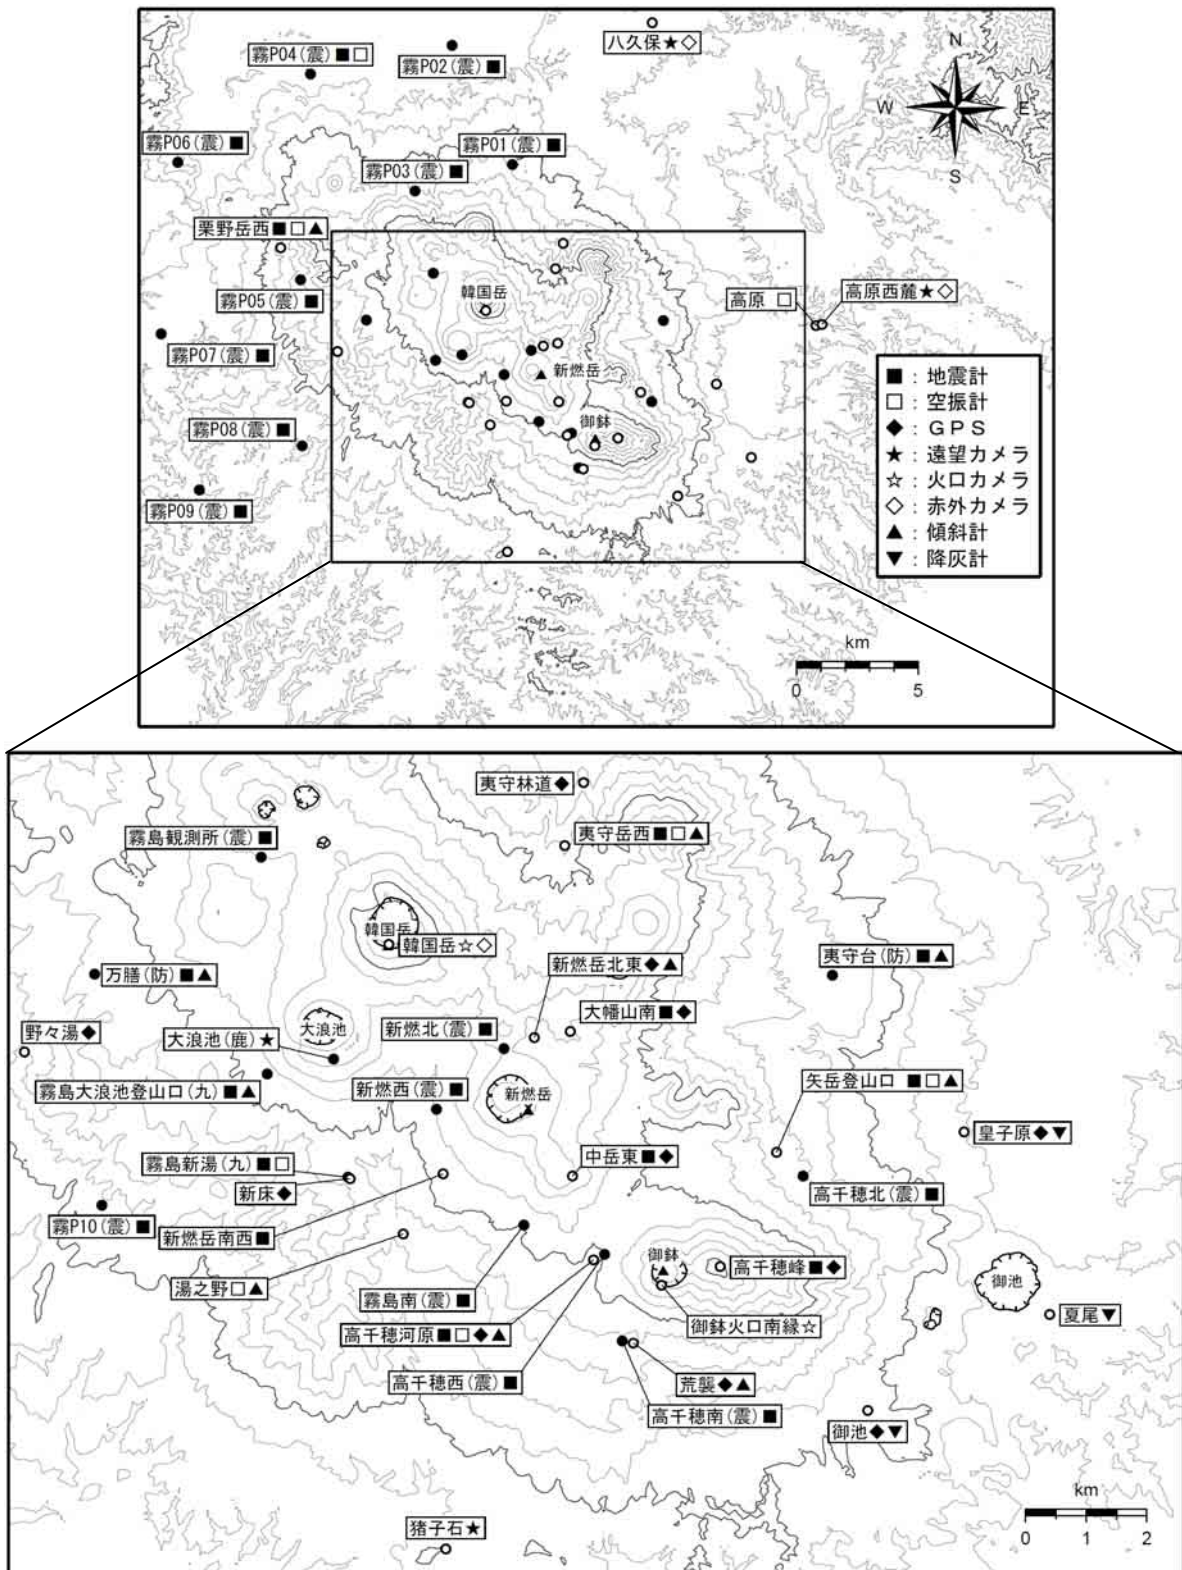 霧P04(震)■□
霧P02(震)■
八久保★◇
N
W
E
S
霧P06(震)■
霧P01(震)■
霧P03(震)■
栗野岳西■□▲
霧P05(震)■
韓国岳
高原□
高原西麓★◇
霧P07(震)■
新燃岳
霧P08(震)■
御鉢
霧P09(震)■
■:地震計
□:空振計
◆:GPS
★:遠望カメラ
☆:火口カメラ
◇:赤外カメラ
▲:傾斜計
▼:降灰計
km
0 5
夷守林道◆
夷守岳西■□▲
霧島観測所(震)■
韓国岳
韓国岳☆◇
新燃岳北東◆▲
夷守台(防)■▲
万膳(防)■▲
大幡山南■◆
野々湯◆
大浪池
大浪池(鹿)★
新燃北(震)■
霧島大浪池登山口(九)■▲
新燃西(震)■
新燃岳
矢岳登山口 ■□▲
皇子原◆▼
霧島新湯(九)■□
新床◆
中岳東■◆
高千穂北(震)■
霧P10(震)■
新燃岳南西■
湯之野□▲
御鉢
高千穂峰■◆
御池
霧島南(震)■
御鉢火口南縁☆
夏尾▼
高千穂河原■□◆▲
高千穂西(震)■
荒襲◆▲
高千穂南(震)■
御池◆▼
km
0 1 2
猪子石★